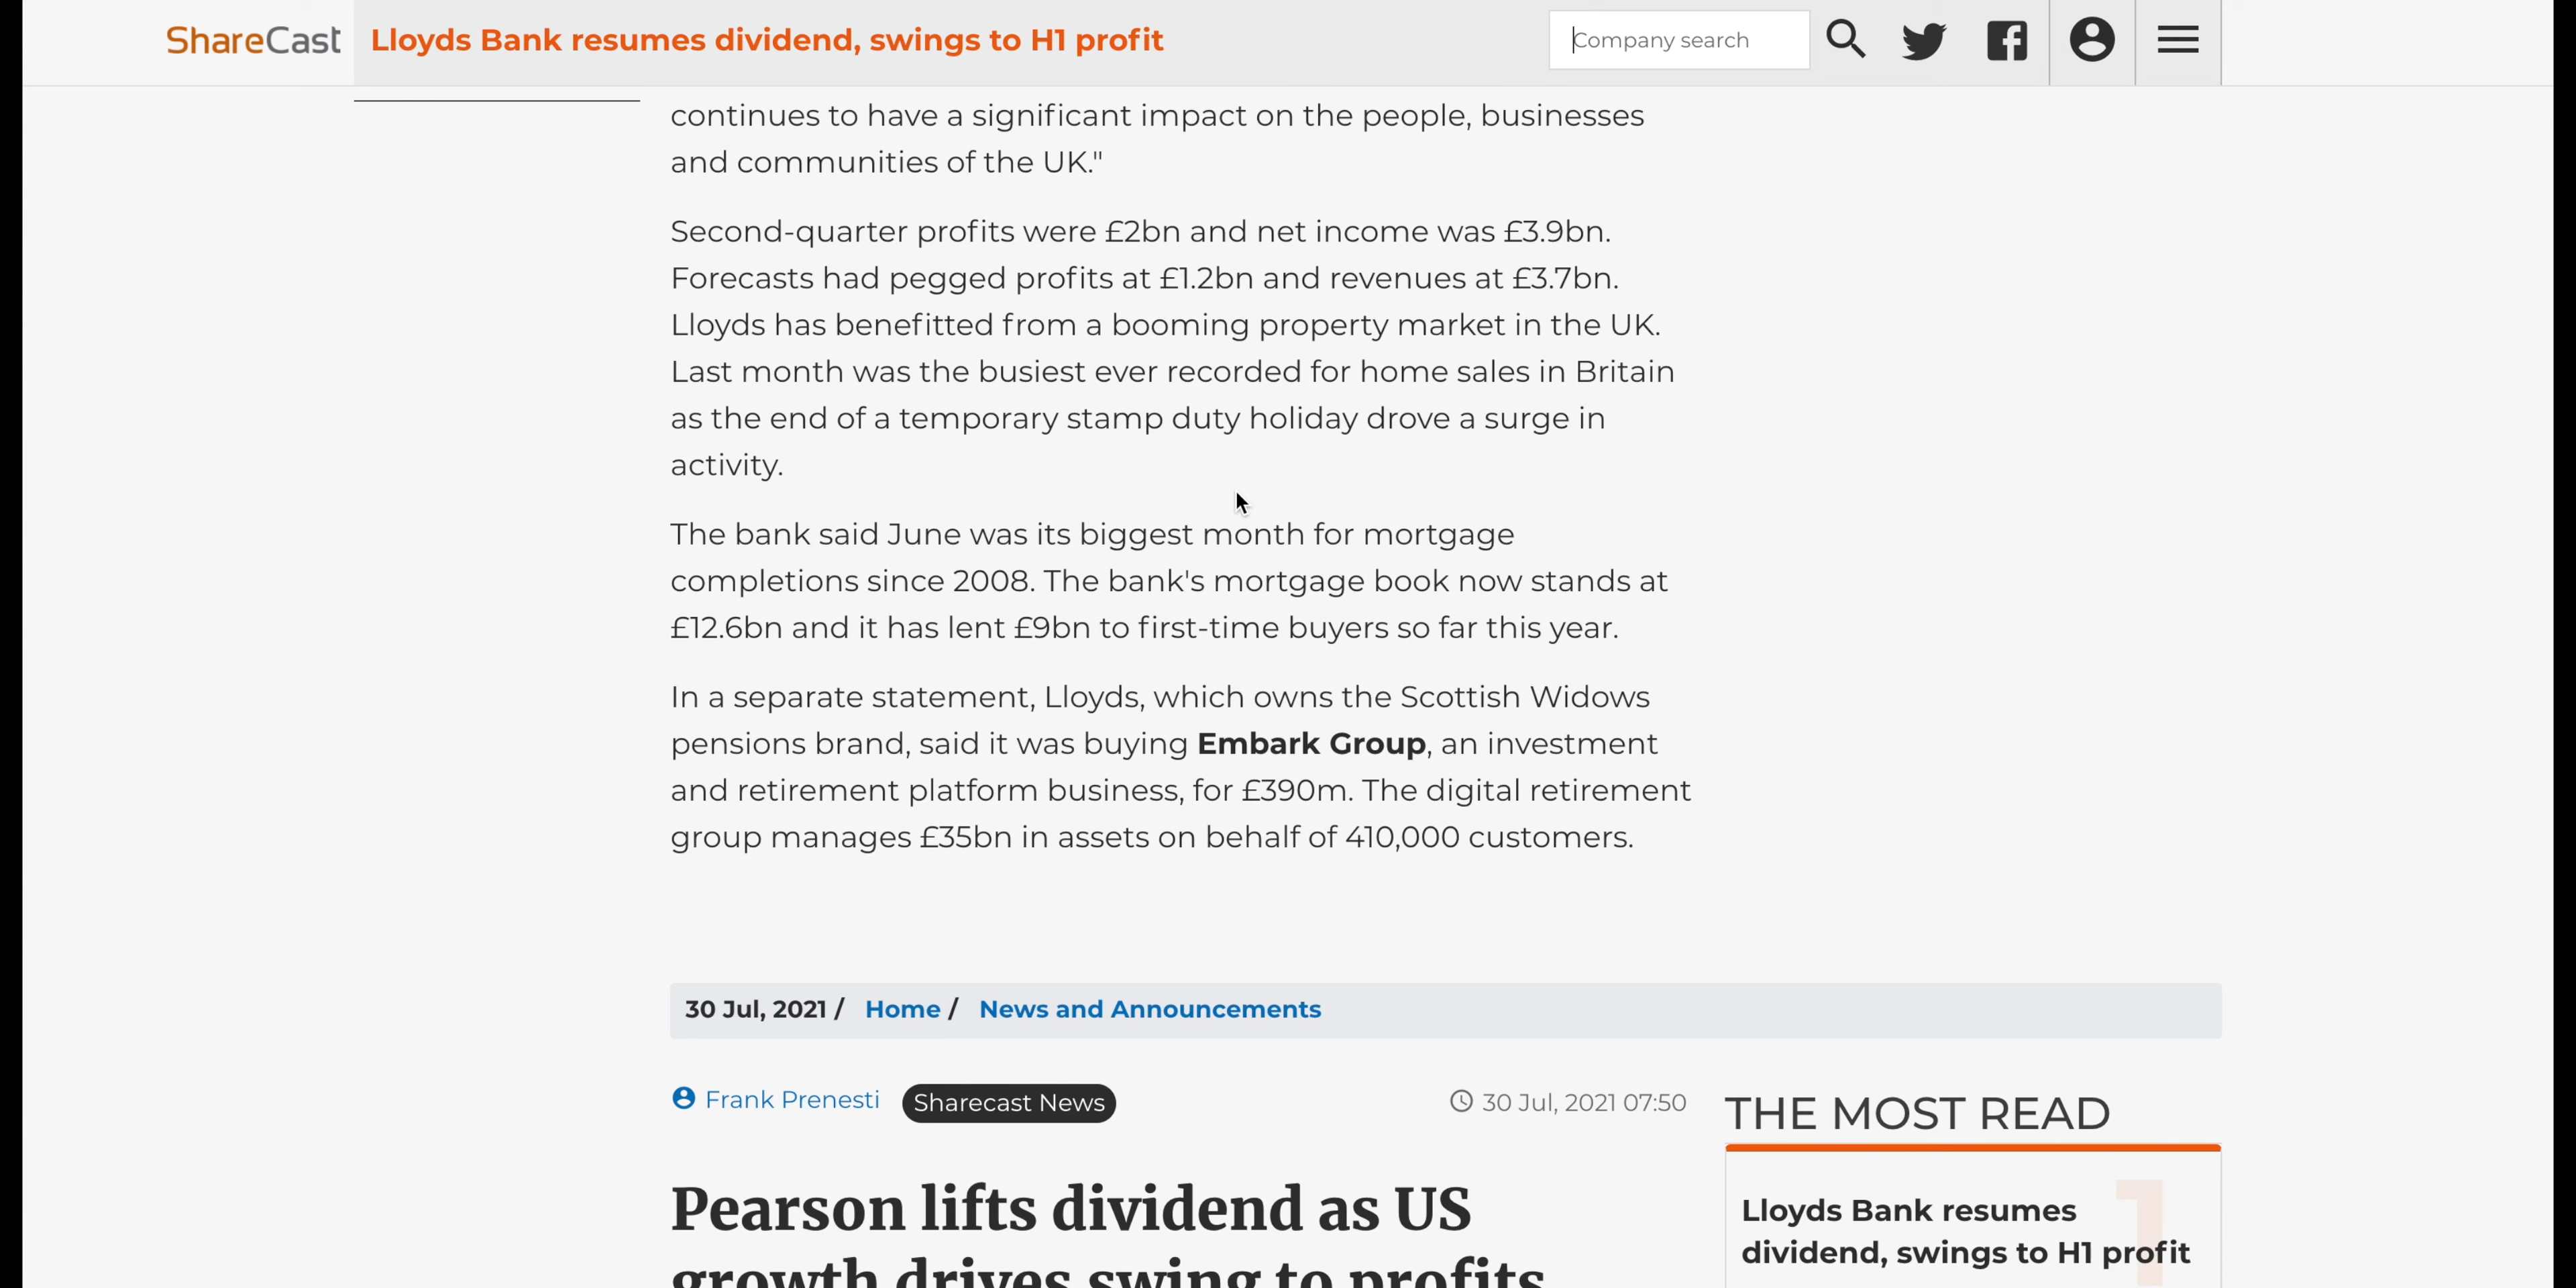 ShareCast
Lloyds Bank resumes dividend, swings to H1 profit
Company search
continues to have a significant impact on the people, businesses
and communities of the UK."
Second-quarter profits were £2bn and net income was £3.9bn.
Forecasts had pegged profits at £1.2bn and revenues at £3.7bn.
Lloyds has benefitted from a booming property market in the UK.
Last month was the busiest ever recorded for home sales in Britain
as the end of a temporary stamp duty holiday drove a surge in
activity.
The bank said June was its biggest month for mortgage
completions since 2008. The bank's mortgage book now stands at
£12.6bn and it has lent £9bn to first-time buyers so far this year.
In a separate statement, Lloyds, which owns the Scottish Widows
pensions brand, said it was buying Embark Group, an investment
and retirement platform business, for £390m. The digital retirement
group manages £35bn in assets on behalf of 410,000 customers.
30 Jul, 2021 / Home / News and Announcements
Frank Prenesti Sharecast News 30 Jul, 2021 07:50
Pearson lifts dividend as US
growth drives swing to profits
THE MOST READ
1
Lloyds Bank resumes
dividend, swings to H1 profit